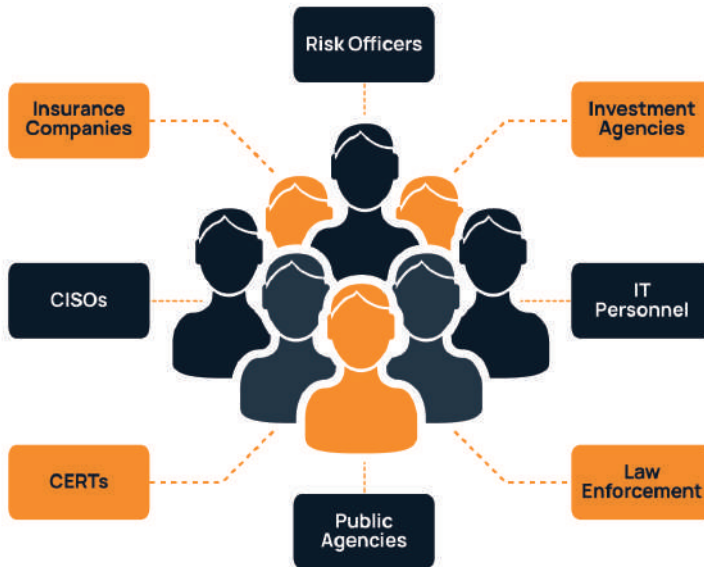 Risk Officers
Insurance
Companies
Investment
Agencies
CISOs
IT
Personnel
CERTs
Law
Enforcement
Public
Agencies